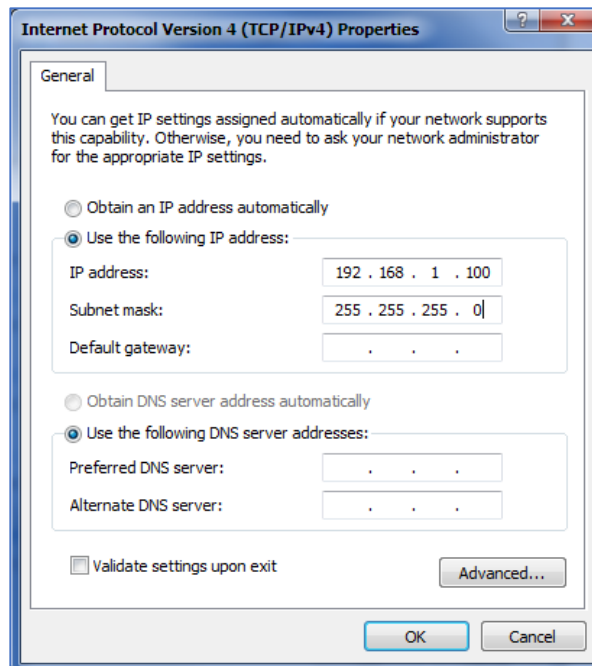 Internet Protocol Version 4 (TCP/IPv4) Properties
?
General
You can get IP settings assigned automatically if your network supports
this capability. Otherwise, you need to ask your network administrator
for the appropriate IP settings.
Obtain an IP address automatically
Use the following IP address:
IP address: 192 . 168 . 1 . 100
Subnet mask: 255 . 255 . 255 . 0
Default gateway: . . .
Obtain DNS server address automatically
Use the following DNS server addresses:
Preferred DNS server: . . .
Alternate DNS server: . . .
Validate settings upon exit
Advanced...
OK Cancel